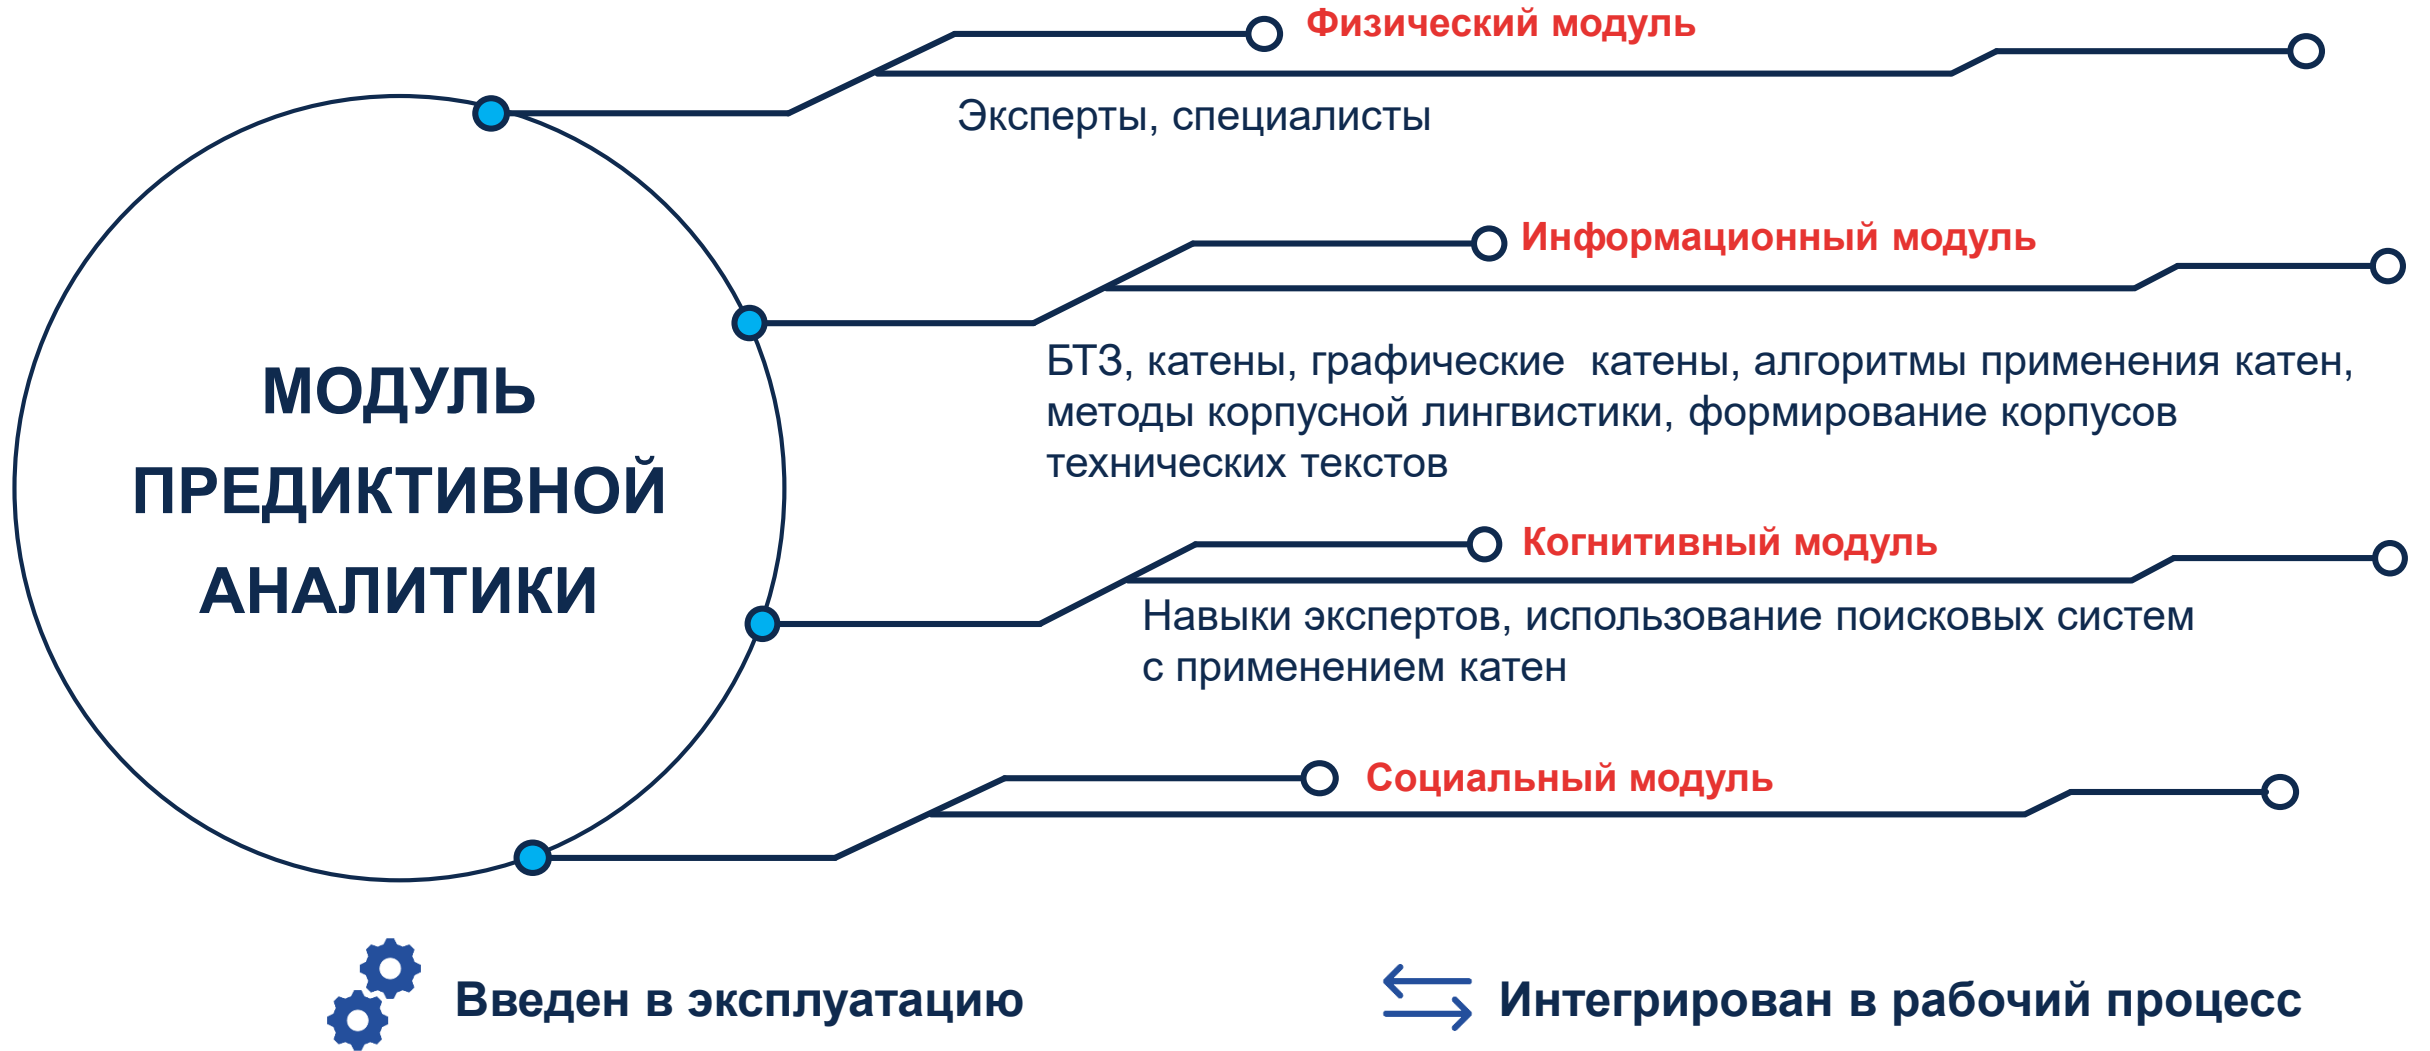 Физический модуль
Эксперты, специалисты
Информационный модуль
БТЗ, катены, графические  катены, алгоритмы применения катен,
методы корпусной лингвистики, формирование корпусов
технических текстов
МОДУЛЬ
ПРЕДИКТИВНОЙ
АНАЛИТИКИ
Когнитивный модуль
Навыки экспертов, использование поисковых систем
с применением катен
Социальный модуль
Введен в эксплуатацию
Интегрирован в рабочий процесс